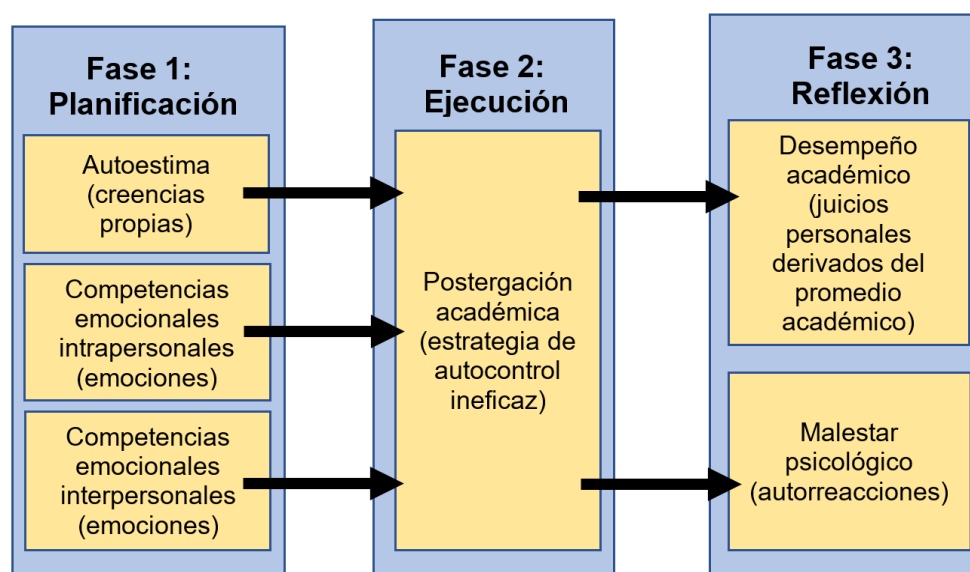 Fase 1:
Planificación
Autoestima
(creencias
propias)
Competencias
emocionales
intrapersonales
(emociones)
Competencias
emocionales
interpersonales
(emociones)
Fase 2:
Ejecución
Postergación
académica
(estrategia de
autocontrol
ineficaz)
Fase 3:
Reflexión
Desempeño
académico
(juicios
personales
derivados del
promedio
académico)
Malestar
psicológico
(autorreacciones)